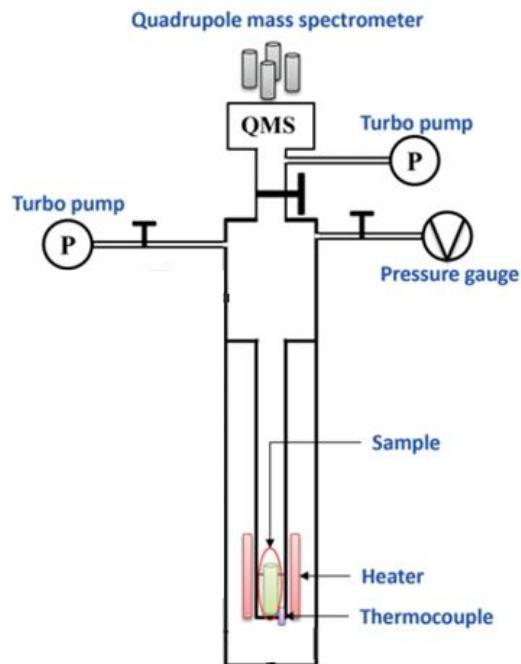 Quadrupole mass spectrometer
QMS
Turbo pump
P
Turbo pump
P
Pressure gauge
Sample
Heater
Thermocouple